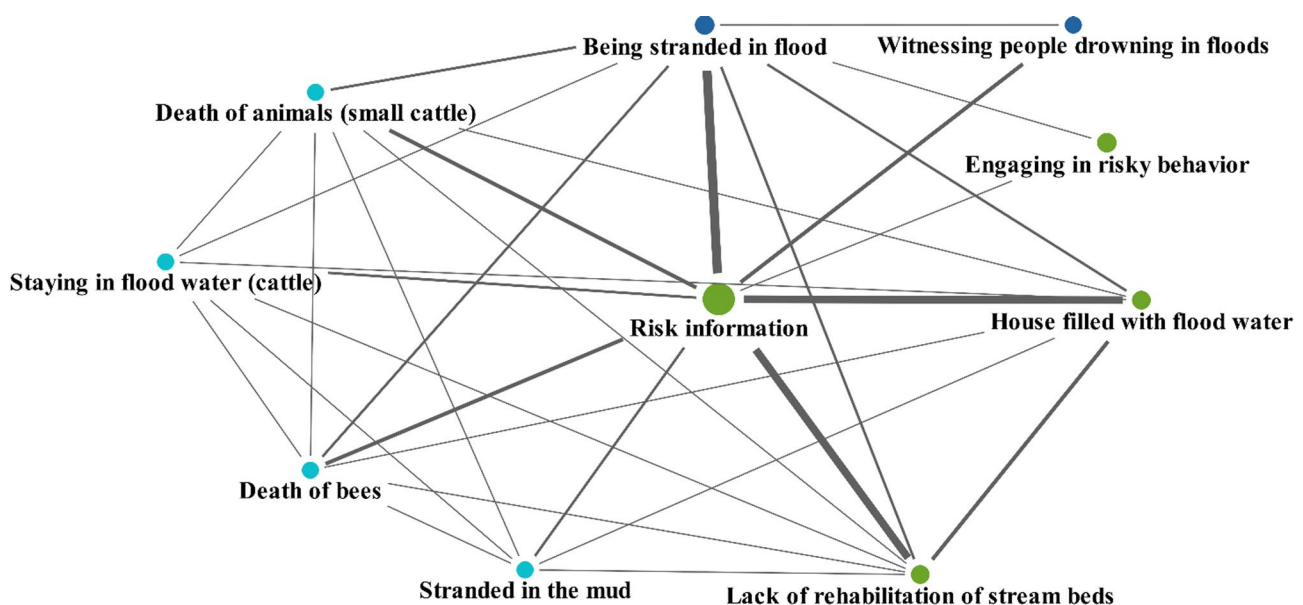 Being stranded in flood
Witnessing people drowning in floods
Death of animals (small cattle)
Engaging in risky behavior
Staying in flood water (cattle)
Risk information
House filled with flood water
Death of bees
Stranded in the mud
Lack of rehabilitation of stream beds